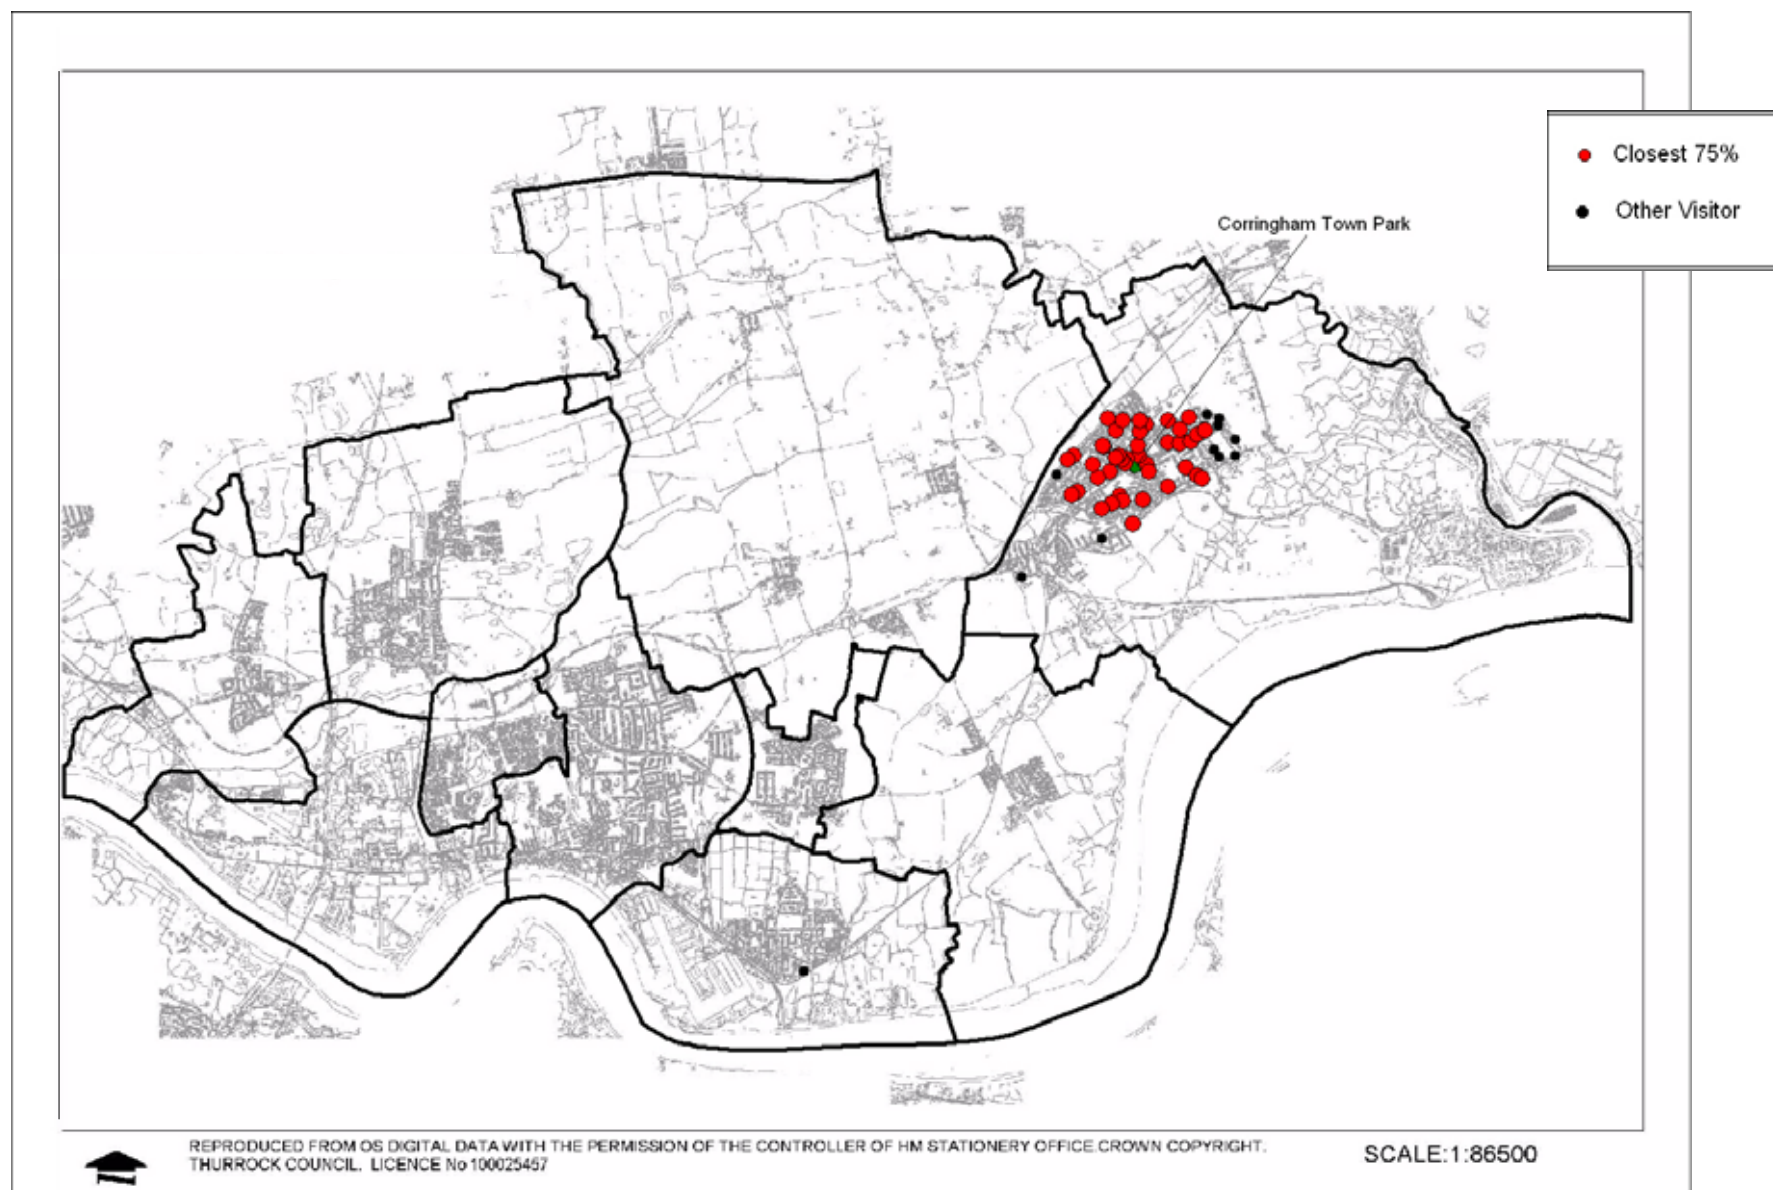 Closest 75%
Other Visitor
Corringham Town Park
REPRODUCED FROM OS DIGITAL DATA WITH THE PERMISSION OF THE CONTROLLER OF HM STATIONERY OFFICE.CROWN COPYRIGHT.
THURROCK COUNCIL. LICENCE No 100025457
SCALE:1:86500